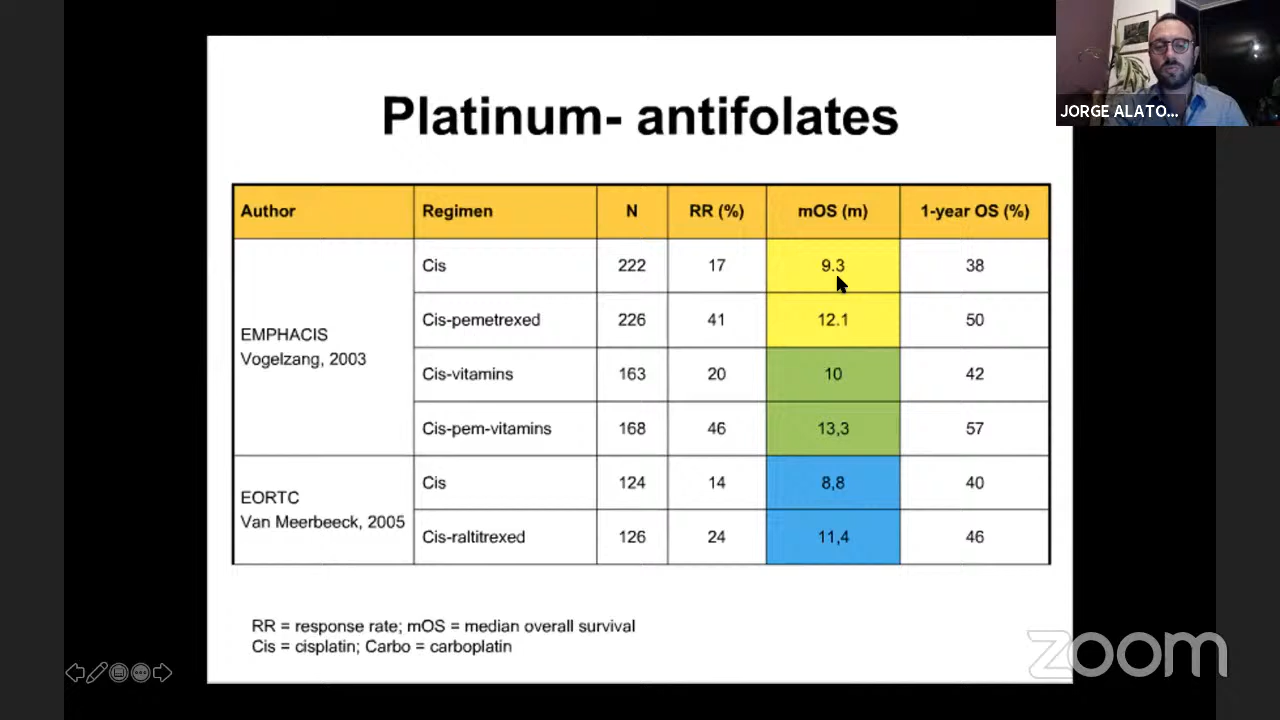 JORGE ALATO...
Platinum- antifolates
Author Regimen N RR (%) mOS (m) 1-year OS (%)
EMPHACIS
Vogelzang, 2003
Cis 222 17 9.3 38
Cis-pemetrexed 226 41 12.1 50
Cis-vitamins 163 20 10 42
Cis-pem-vitamins 168 46 13,3 57
EORTC
Van Meerbeeck, 2005
Cis 124 14 8,8 40
Cis-raltitrexed 126 24 11,4 46
RR = response rate; mOS = median overall survival
Cis = cisplatin; Carbo = carboplatin
zoom